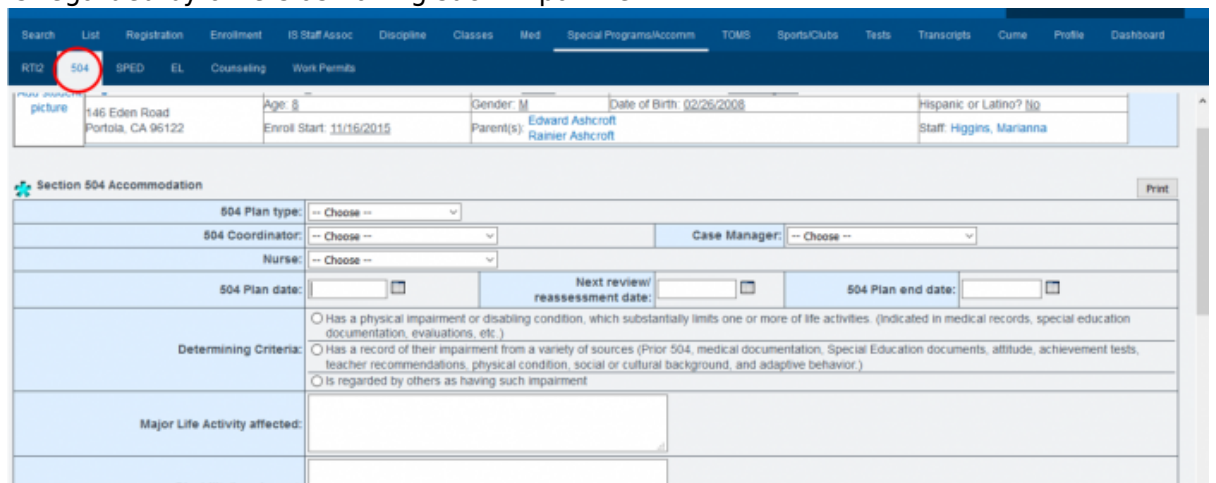 Search List Registration Enrollment IS Staff Assoc Discipline Classes Med Special Programs/Accomm TOMS Sports/Clubs Tests Transcripts Cume Profile Dashboard
RTI2 504 SPED EL Counseling Work Permits
picture
146 Eden Road
Portola, CA 96122
Age: 8 Gender: M Date of Birth: 02/26/2008 Hispanic or Latino? No
Enroll Start: 11/16/2015 Parent(s): Edward Ashcroft
Rainier Ashcroft
Staff: Higgins, Marianna
Section 504 Accommodation Print
504 Plan type: -- Choose --
504 Coordinator: -- Choose -- Case Manager: -- Choose --
Nurse: -- Choose --
504 Plan date: Next review/
reassessment date: 504 Plan end date:
Determining Criteria:
Has a physical impairment or disabling condition, which substantially limits one or more of life activities. (Indicated in medical records, special education
documentation, evaluations, etc.)
Has a record of their impairment from a variety of sources (Prior 504, medical documentation, Special Education documents, attitude, achievement tests,
teacher recommendations, physical condition, social or cultural background, and adaptive behavior.)
Is regarded by others as having such impairment
Major Life Activity affected: